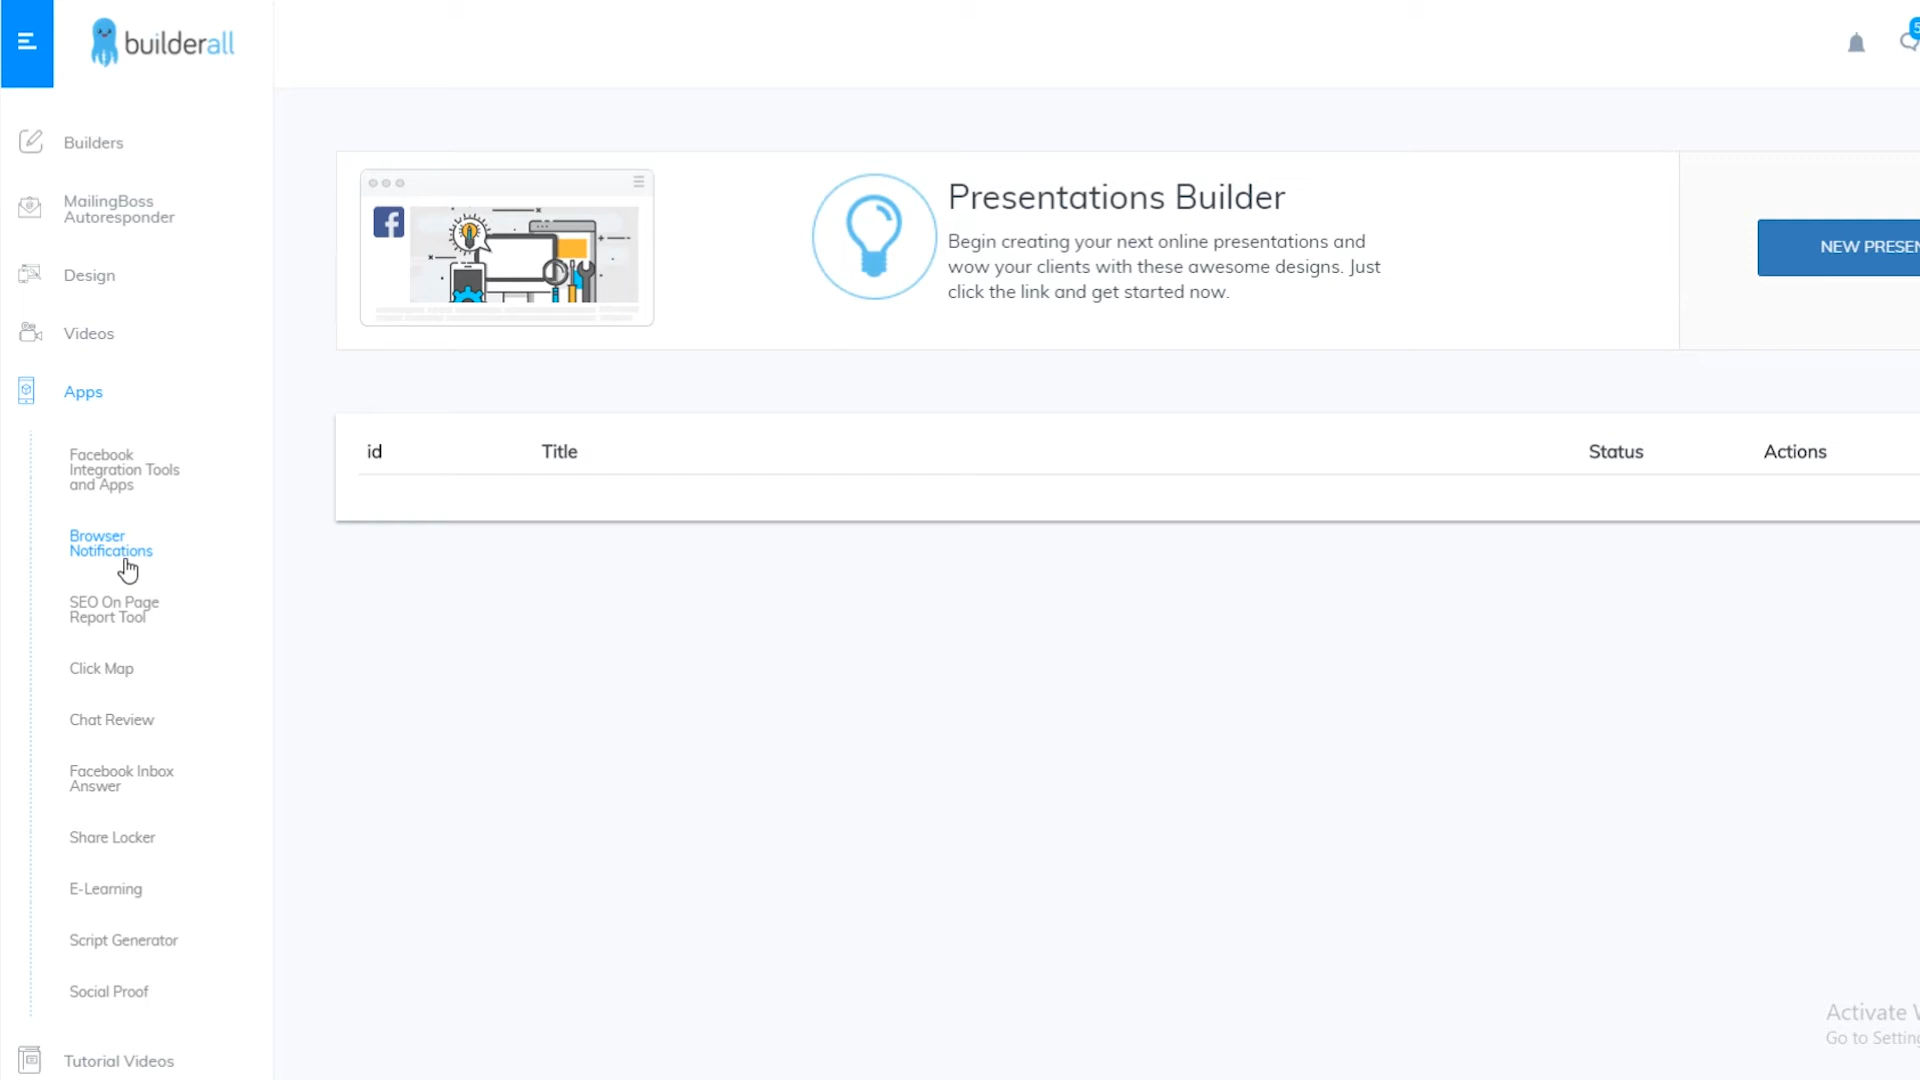 builderall
5
Builders
MailingBoss
Autoresponder
Design
Videos
Apps
Facebook
Integration Tools
and Apps
Browser
Notifications
SEO On Page
Report Tool
Click Map
Chat Review
Facebook Inbox
Answer
Share Locker
E-Learning
Script Generator
Social Proof
Tutorial Videos
Presentations Builder
Begin creating your next online presentations and
wow your clients with these awesome designs. Just
click the link and get started now.
NEW PRESEN
id Title Status Actions
Activate
Go to Setting